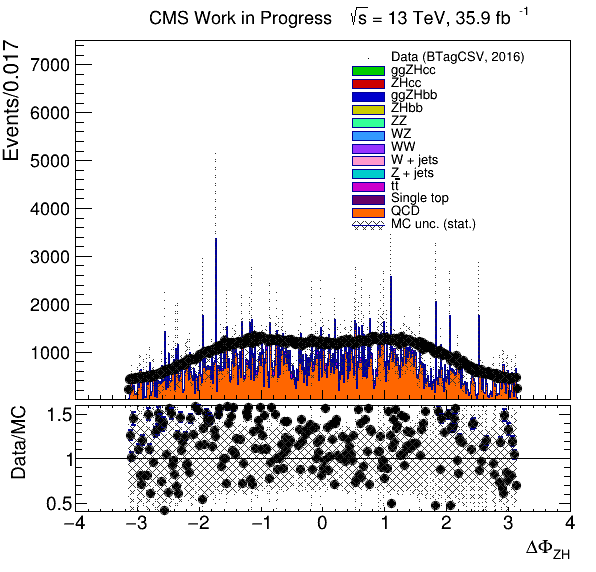 CMS Work in Progress √s = 13 TeV, 35.9 fb⁻¹
Events/0.017
7000
6000
5000
4000
3000
2000
1000
Data (BTagCSV, 2016)
ggZHcc
ZHcc
ggZHbb
ZHbb
ZZ
WZ
WW
W + jets
Z + jets
tt̅
Single top
QCD
MC unc. (stat.)
Data/MC
1.5
1
0.5
−4 −3 −2 −1 0 1 2 3 4
ΔΦ_ZH